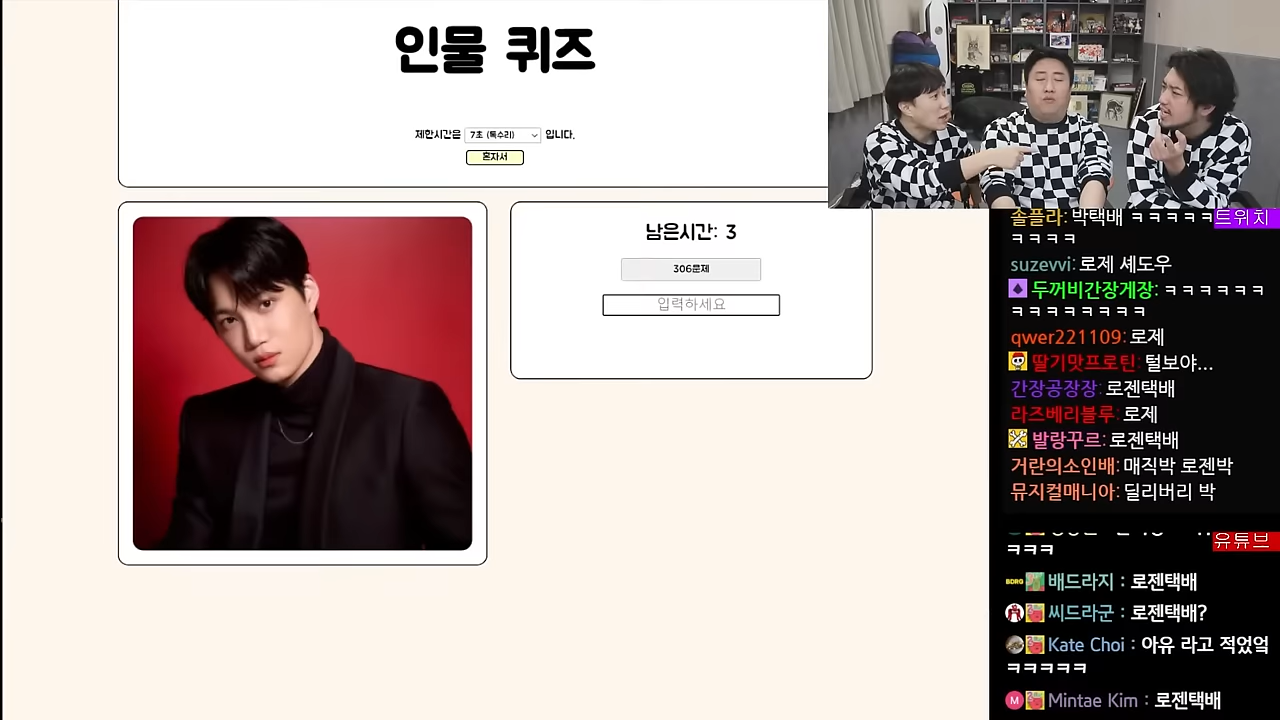 인물 퀴즈
제한시간은 7초 (독수리) 입니다.
혼자서
남은시간: 3
306문제
입력하세요
솔플라: 박택배 ㅋㅋㅋㅋㅋ
트위치
ㅋㅋㅋㅋ
suzevvi: 로제 셰도우
두꺼비간장게장: ㅋㅋㅋㅋㅋㅋ
ㅋㅋㅋㅋㅋㅋㅋㅋ
qwer221109: 로제
딸기맛프로틴: 털보야...
간장공장장: 로젠택배
라즈베리블루: 로제
발랑꾸르: 로젠택배
거란의소인배: 매직박 로젠박
뮤지컬매니아: 딜리버리 박
유튜브
ㅋㅋㅋ
BDRG 배드라지 : 로젠택배
씨드라군 : 로젠택배?
Kate Choi : 아유 라고 적었엌
ㅋㅋㅋㅋㅋ
M Mintae Kim : 로젠택배